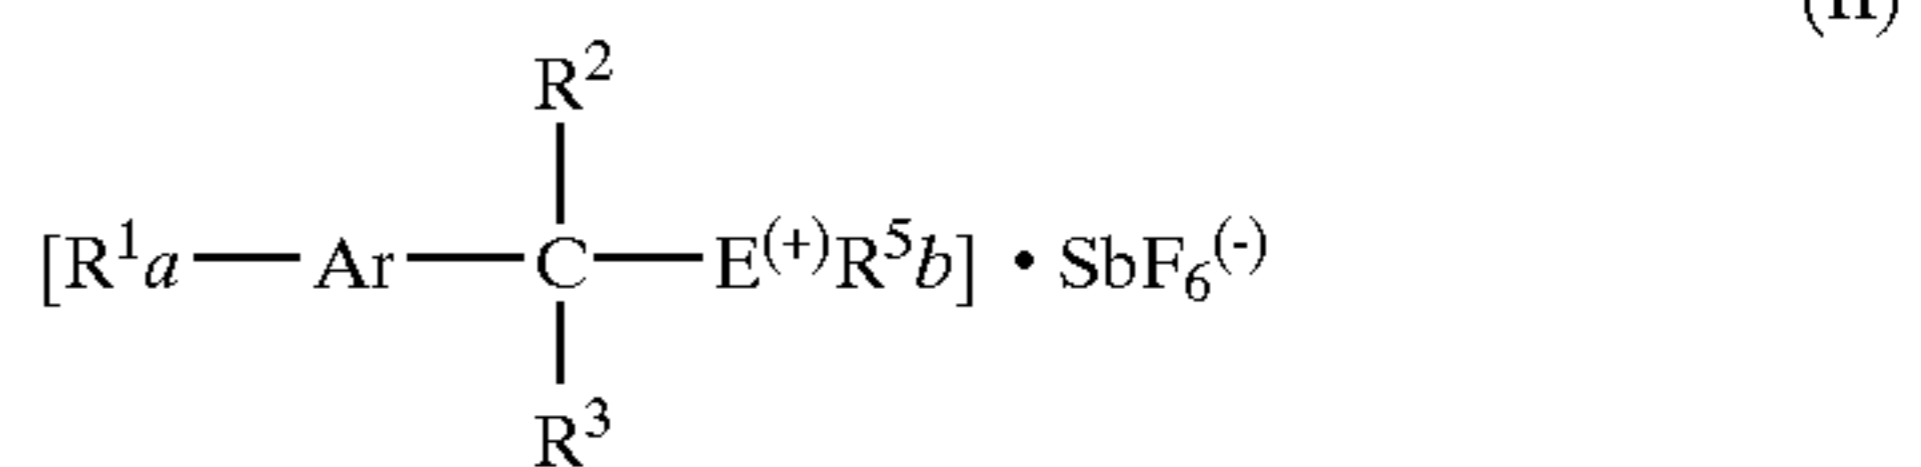 (II)
R²
[R¹a—Ar—C—E⁽⁺⁾R⁵b] • SbF₆⁽⁻⁾
R³